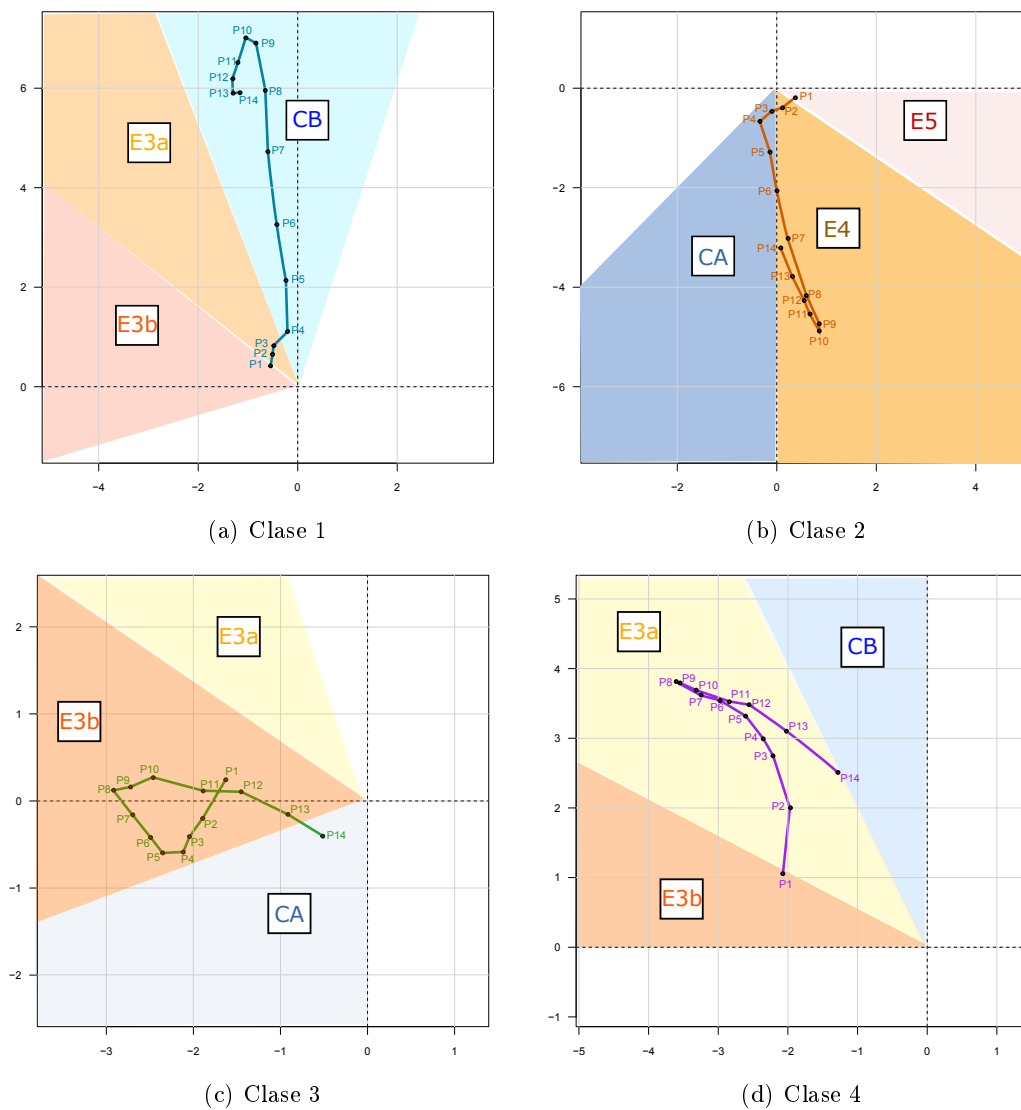 P10
P9
P11
P12
P8
P13
P14
CB
E3a
P7
P6
P5
E3b
P4
P3
P2
P1
6
4
2
0
−4
−2
0
2
(a) Clase 1
P1
P2
P3
P4
E5
P5
P6
E4
P7
P14
CA
P13
P8
P12
P11
P9
P10
0
−2
−4
−6
−2
0
2
4
(b) Clase 2
E3a
E3b
P10
P1
P9
P8
P11
P12
P13
P7
P2
P6
P3
P5
P4
P14
CA
2
1
0
−1
−2
−3
−2
−1
0
1
(c) Clase 3
E3a
CB
P8
P9
P10
P7
P11
P6
P12
P5
P13
P4
P3
P14
P2
P1
E3b
5
4
3
2
1
0
−1
−5
−4
−3
−2
−1
0
1
(d) Clase 4